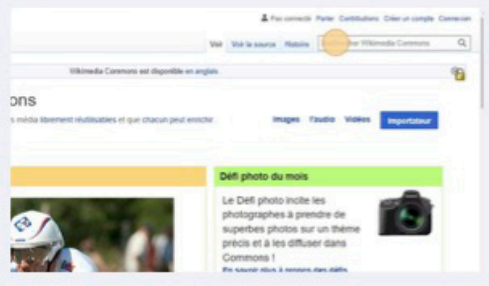 Pas connecté Parler Contributions Créer un compte Connexion
Voir Voir la source Histoire Rechercher Wikimedia Commons
Wikimedia Commons est disponible en anglais.
ons
s média librement réutilisables et que chacun peut enrichir
Images l'audio Vidéos Importateur
Défi photo du mois
Le Défi photo incite les
photographes à prendre de
superbes photos sur un thème
précis et à les diffuser dans
Commons !
En savoir plus à propos des défis